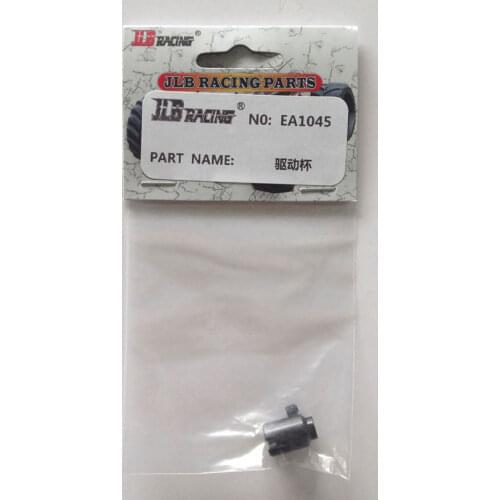 JLB RACING®
JLB RACING PARTS
JLB RACING® NO: EA1045
PART NAME: 驱动杯